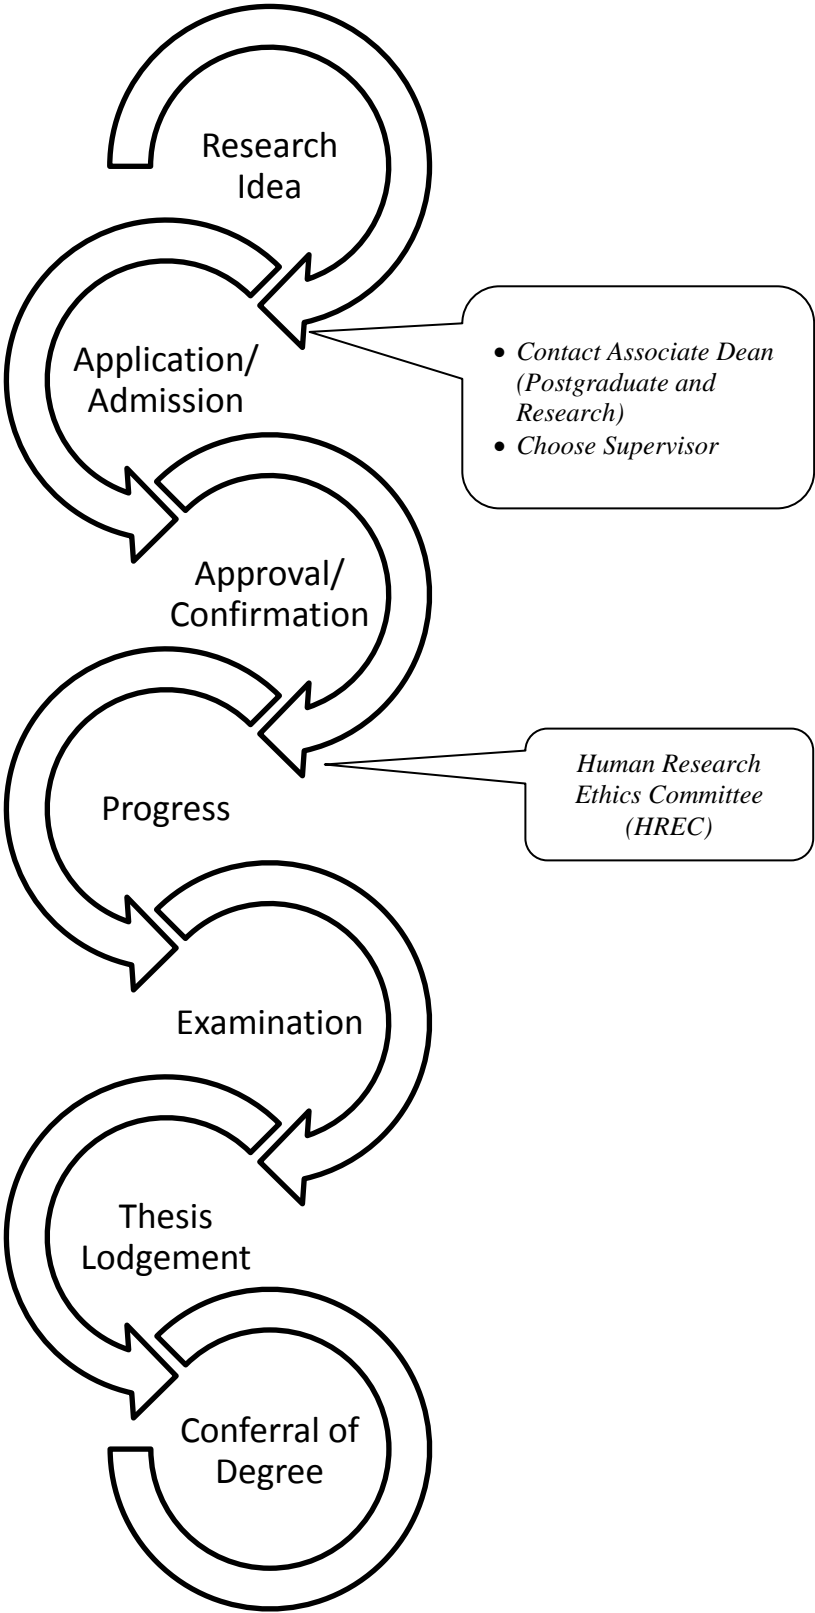 Research
Idea
Application/
Admission
• Contact Associate Dean
(Postgraduate and
Research)
• Choose Supervisor
Approval/
Confirmation
Progress
Human Research
Ethics Committee
(HREC)
Examination
Thesis
Lodgement
Conferral of
Degree